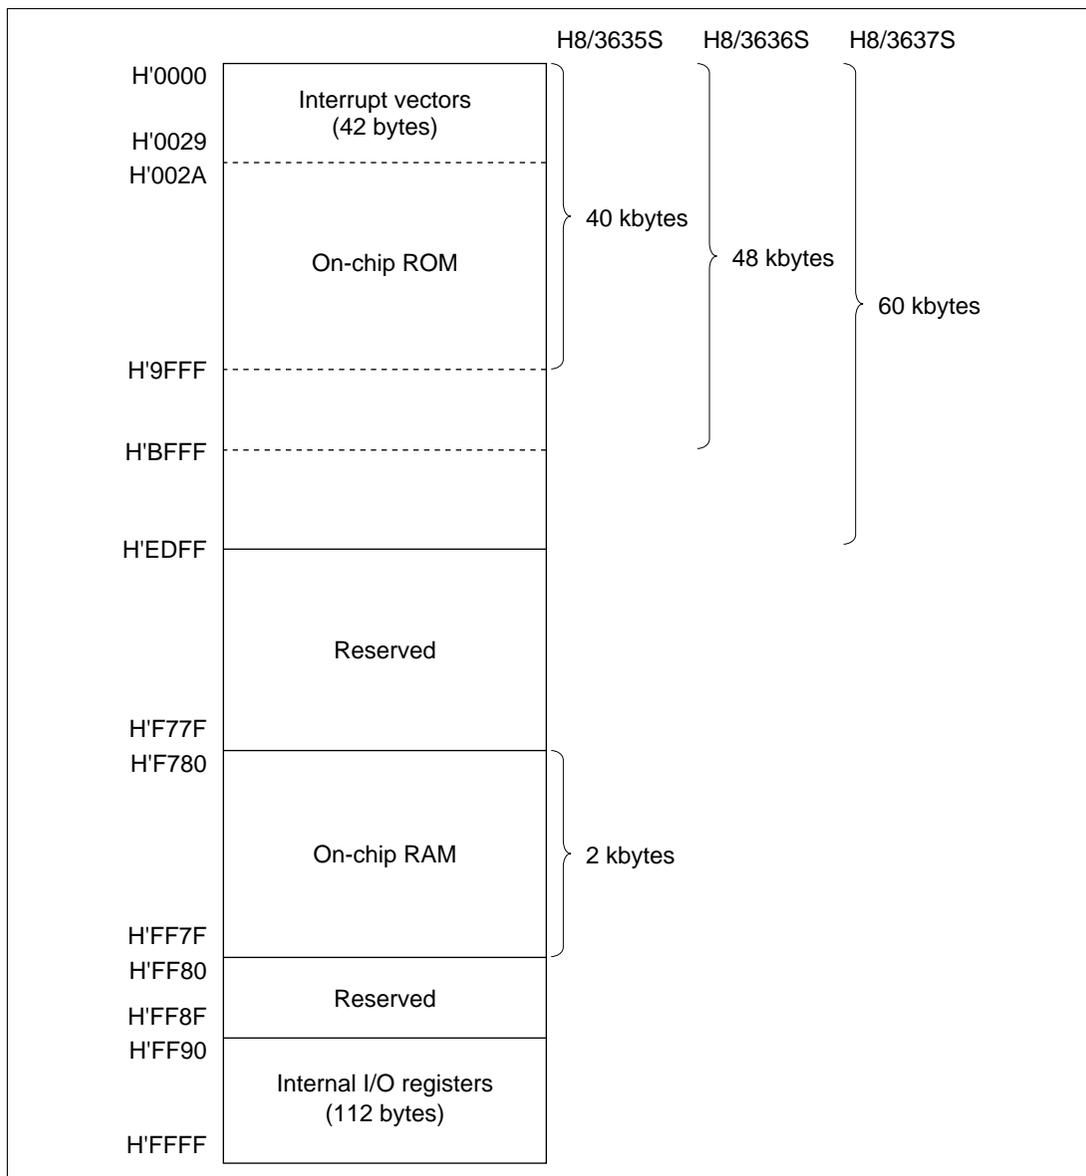 H8/3635S H8/3636S H8/3637S
H'0000
Interrupt vectors
(42 bytes)
H'0029
H'002A
40 kbytes
48 kbytes
On-chip ROM
60 kbytes
H'9FFF
H'BFFF
H'EDFF
Reserved
H'F77F
H'F780
On-chip RAM
2 kbytes
H'FF7F
H'FF80
Reserved
H'FF8F
H'FF90
Internal I/O registers
(112 bytes)
H'FFFF